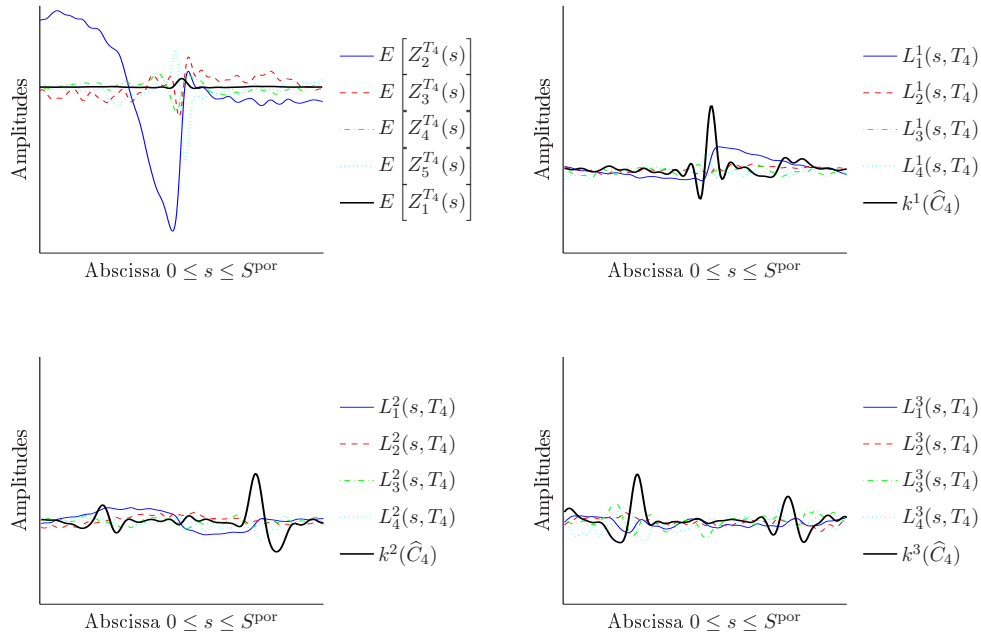 Amplitudes
E [Z_2^{T_4}(s)]
E [Z_3^{T_4}(s)]
E [Z_4^{T_4}(s)]
E [Z_5^{T_4}(s)]
E [Z_1^{T_4}(s)]
Abscissa 0 ≤ s ≤ S^{por}
Amplitudes
L_1^1(s, T_4)
L_2^1(s, T_4)
L_3^1(s, T_4)
L_4^1(s, T_4)
k^1(Ĉ_4)
Abscissa 0 ≤ s ≤ S^{por}
Amplitudes
L_1^2(s, T_4)
L_2^2(s, T_4)
L_3^2(s, T_4)
L_4^2(s, T_4)
k^2(Ĉ_4)
Abscissa 0 ≤ s ≤ S^{por}
Amplitudes
L_1^3(s, T_4)
L_2^3(s, T_4)
L_3^3(s, T_4)
L_4^3(s, T_4)
k^3(Ĉ_4)
Abscissa 0 ≤ s ≤ S^{por}